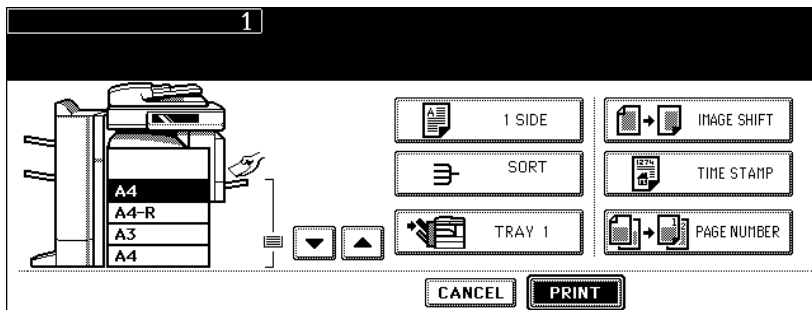 1
A4
A4-R
A3
A4
1 SIDE
SORT
TRAY 1
IMAGE SHIFT
TIME STAMP
PAGE NUMBER
CANCEL
PRINT